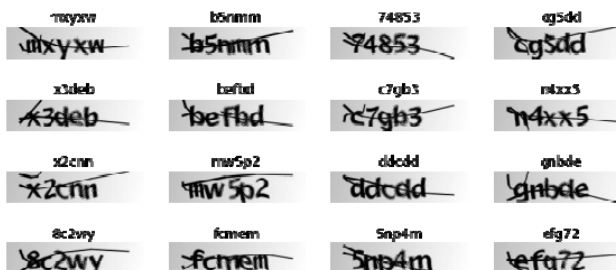 mxyxw b5nmm 74853 cg5dd
mxyxw b5nmm 74853 cg5dd
x3deb befbd c7gb3 n4xx5
x3deb befbd c7gb3 n4xx5
x2cnn mw5p2 ddcdd gnbde
x2cnn mw5p2 ddcdd gnbde
8c2wy fcmem 5np4m efg72
8c2wy fcmem 5np4m efg72